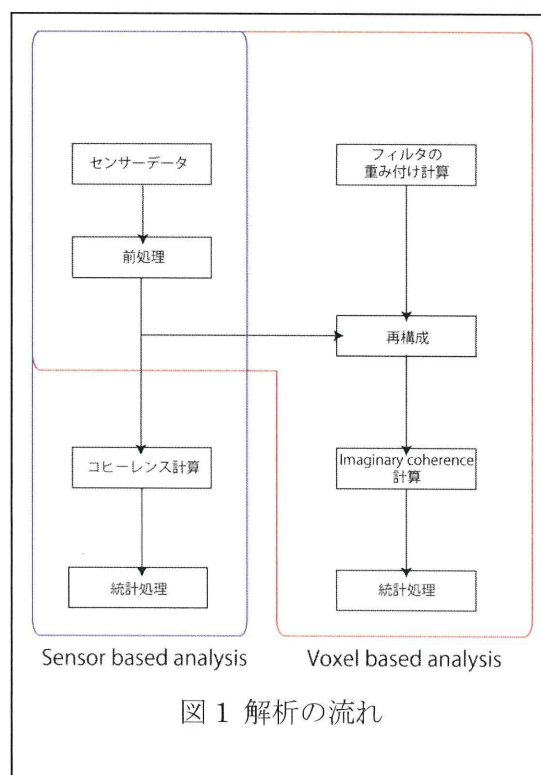 センサーデータ
前処理
コヒーレンス計算
統計処理
Sensor based analysis
フィルタの
重み付け計算
再構成
Imaginary coherence
計算
統計処理
Voxel based analysis
図 1 解析の流れ